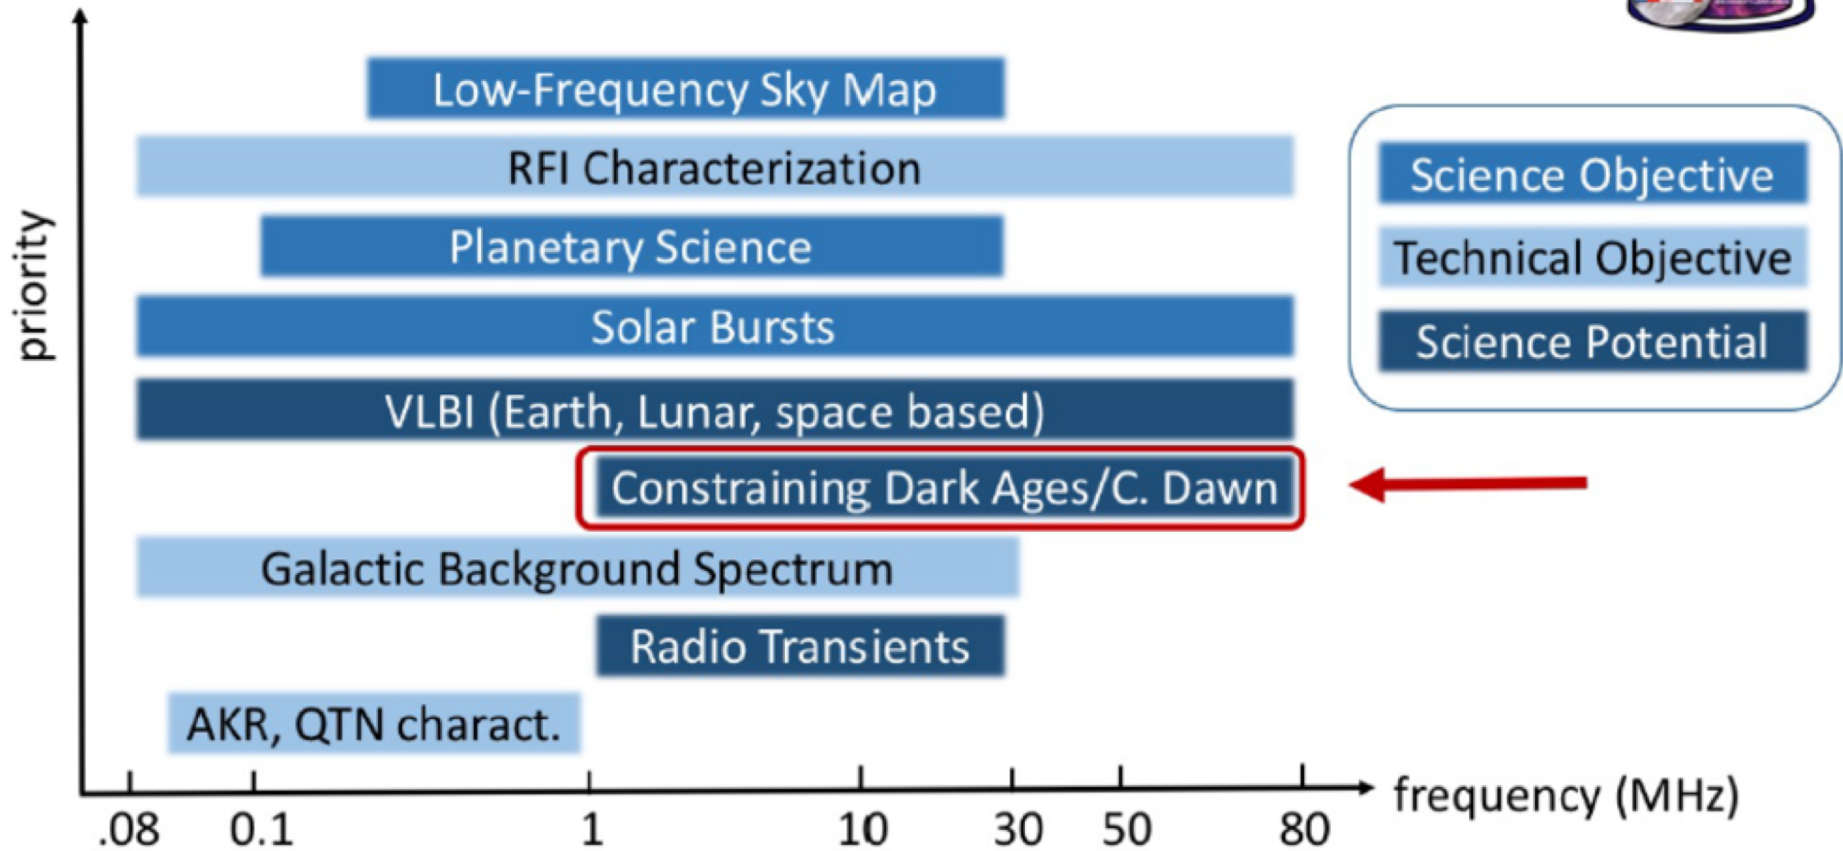 Low-Frequency Sky Map
RFI Characterization
Planetary Science
Solar Bursts
VLBI (Earth, Lunar, space based)
Constraining Dark Ages/C. Dawn
Galactic Background Spectrum
Radio Transients
AKR, QTN charact.
priority
Science Objective
Technical Objective
Science Potential
.08 0.1 1 10 30 50 80
frequency (MHz)